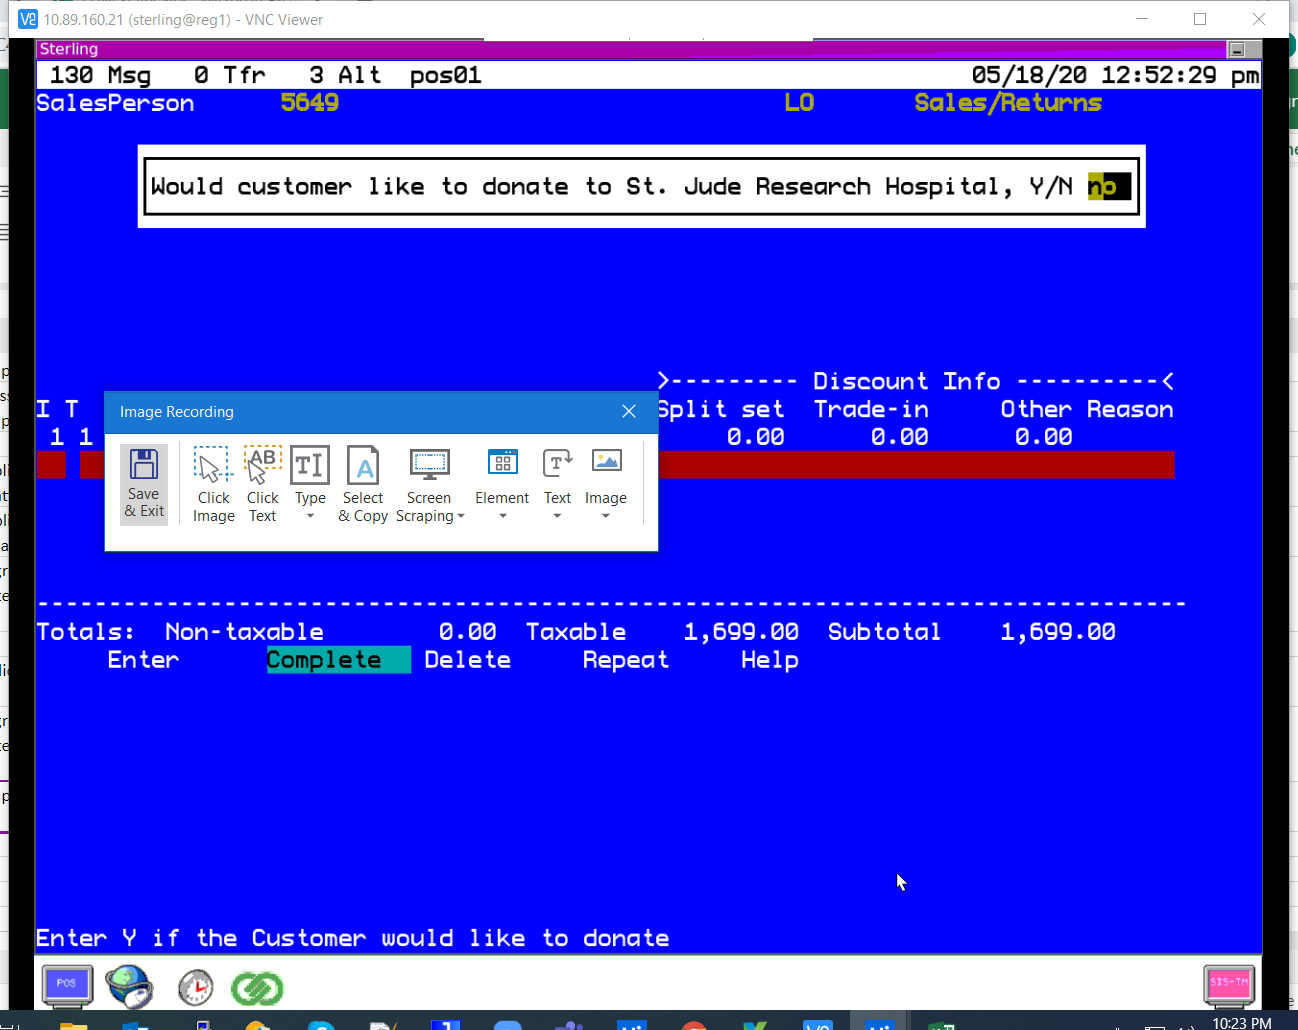 10.89.160.21 (sterling@reg1) - VNC Viewer
Sterling
130 Msg 0 Tfr 3 Alt pos01 05/18/20 12:52:29 pm
SalesPerson 5649 LO Sales/Returns
Would customer like to donate to St. Jude Research Hospital, Y/N no
>--------- Discount Info ----------<
I T Split set Trade-in Other Reason
1 1 0.00 0.00 0.00
Image Recording
Save & Exit
Click Image
Click Text
Type
Select & Copy
Screen Scraping
Element
Text
Image
--------------------------------------------------------------------------------
Totals: Non-taxable 0.00 Taxable 1,699.00 Subtotal 1,699.00
Enter Complete Delete Repeat Help
Enter Y if the Customer would like to donate
POS
SIS-TM
10:23 PM